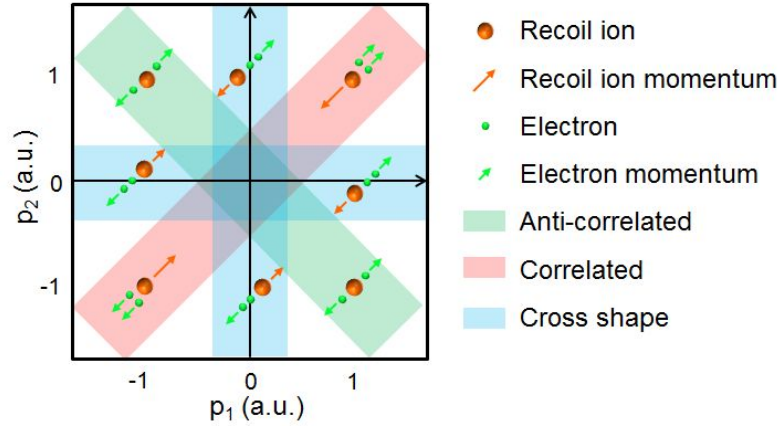 p₂ (a.u.)
1
0
-1
-1
0
1
p₁ (a.u.)
Recoil ion
Recoil ion momentum
Electron
Electron momentum
Anti-correlated
Correlated
Cross shape